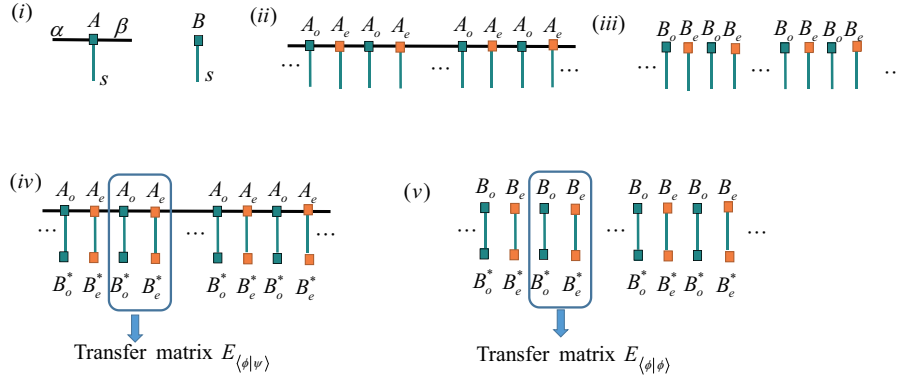 (i) α A β s B s
(ii) A_o A_e A_o A_e A_o A_e A_o A_e
... ... ...
(iii) B_o B_e B_o B_e B_o B_e B_o B_e
... ... ...
(iv) A_o A_e A_o A_e A_o A_e A_o A_e
... ... ...
B_o^* B_e^* B_o^* B_e^* B_o^* B_e^* B_o^* B_e^*
Transfer matrix E_{⟨ϕ|ψ⟩}
(v) B_o B_e B_o B_e B_o B_e B_o B_e
... ... ...
B_o^* B_e^* B_o^* B_e^* B_o^* B_e^* B_o^* B_e^*
Transfer matrix E_{⟨ϕ|ϕ⟩}